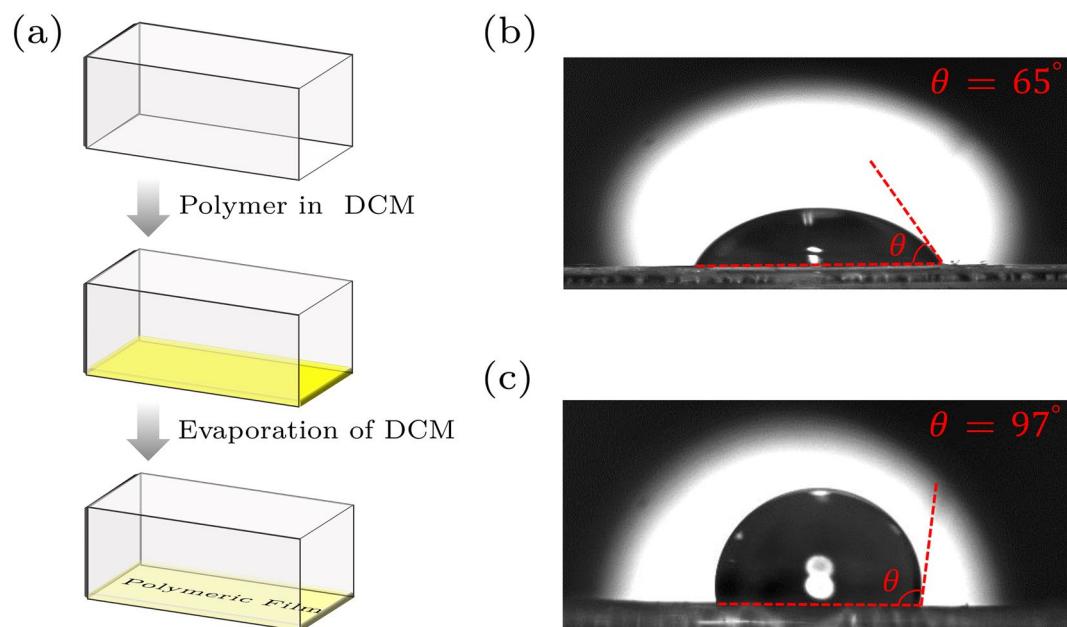 (a)
Polymer in DCM
Evaporation of DCM
Polymeric Film
(b)
θ = 65°
θ
(c)
θ = 97°
θ